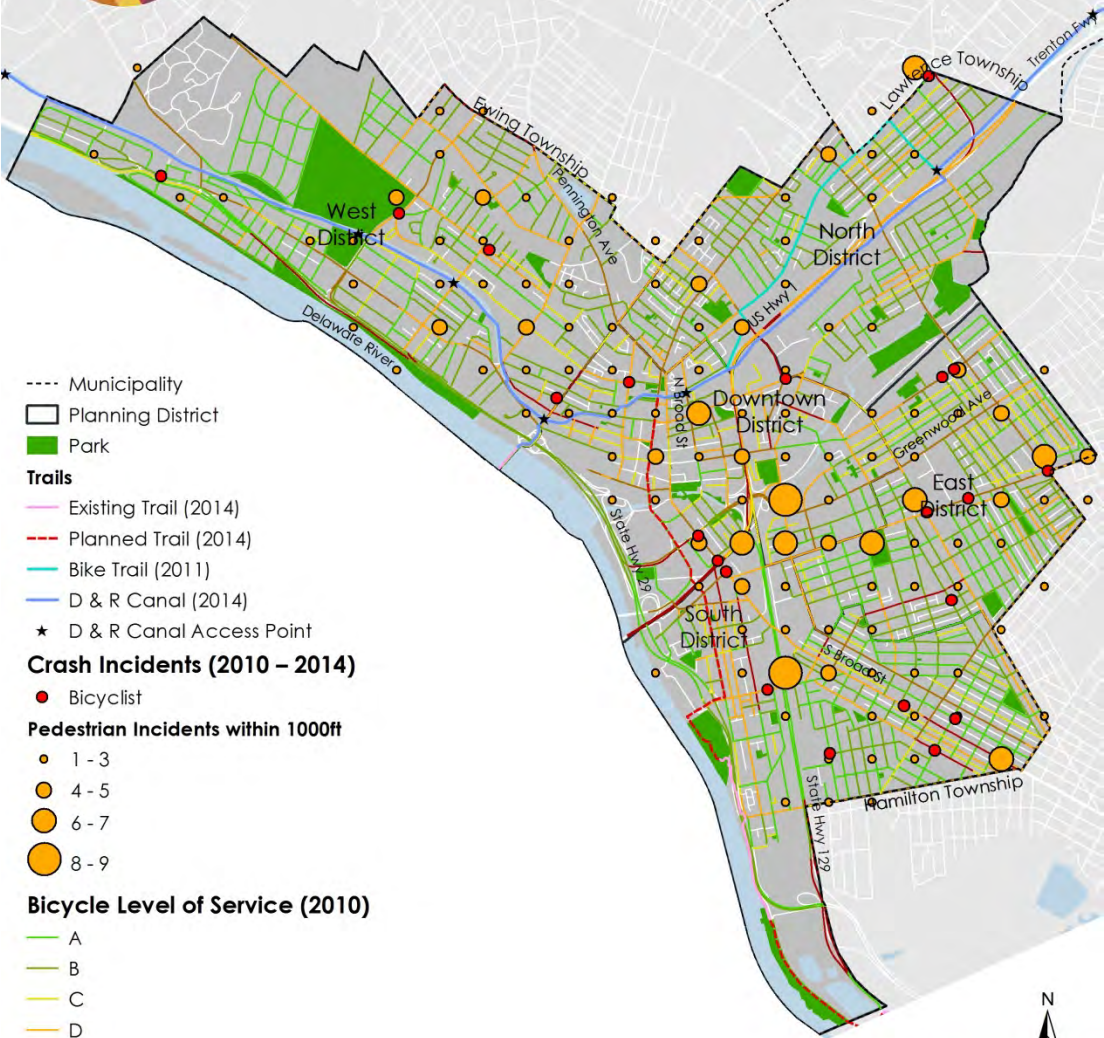 Trenton Fwy
Lawrence Township
Ewing Township
Pennington Ave
West
District
North
District
US Hwy 1
Delaware River
N Broad St
Downtown
District
Greenwood Ave
East
District
State Hwy 29
South
District
S Broad St
Hamilton Township
State Hwy 129
Municipality
Planning District
Park
Trails
Existing Trail (2014)
Planned Trail (2014)
Bike Trail (2011)
D & R Canal (2014)
D & R Canal Access Point
Crash Incidents (2010 – 2014)
Bicyclist
Pedestrian Incidents within 1000ft
1 - 3
4 - 5
6 - 7
8 - 9
Bicycle Level of Service (2010)
A
B
C
D
N